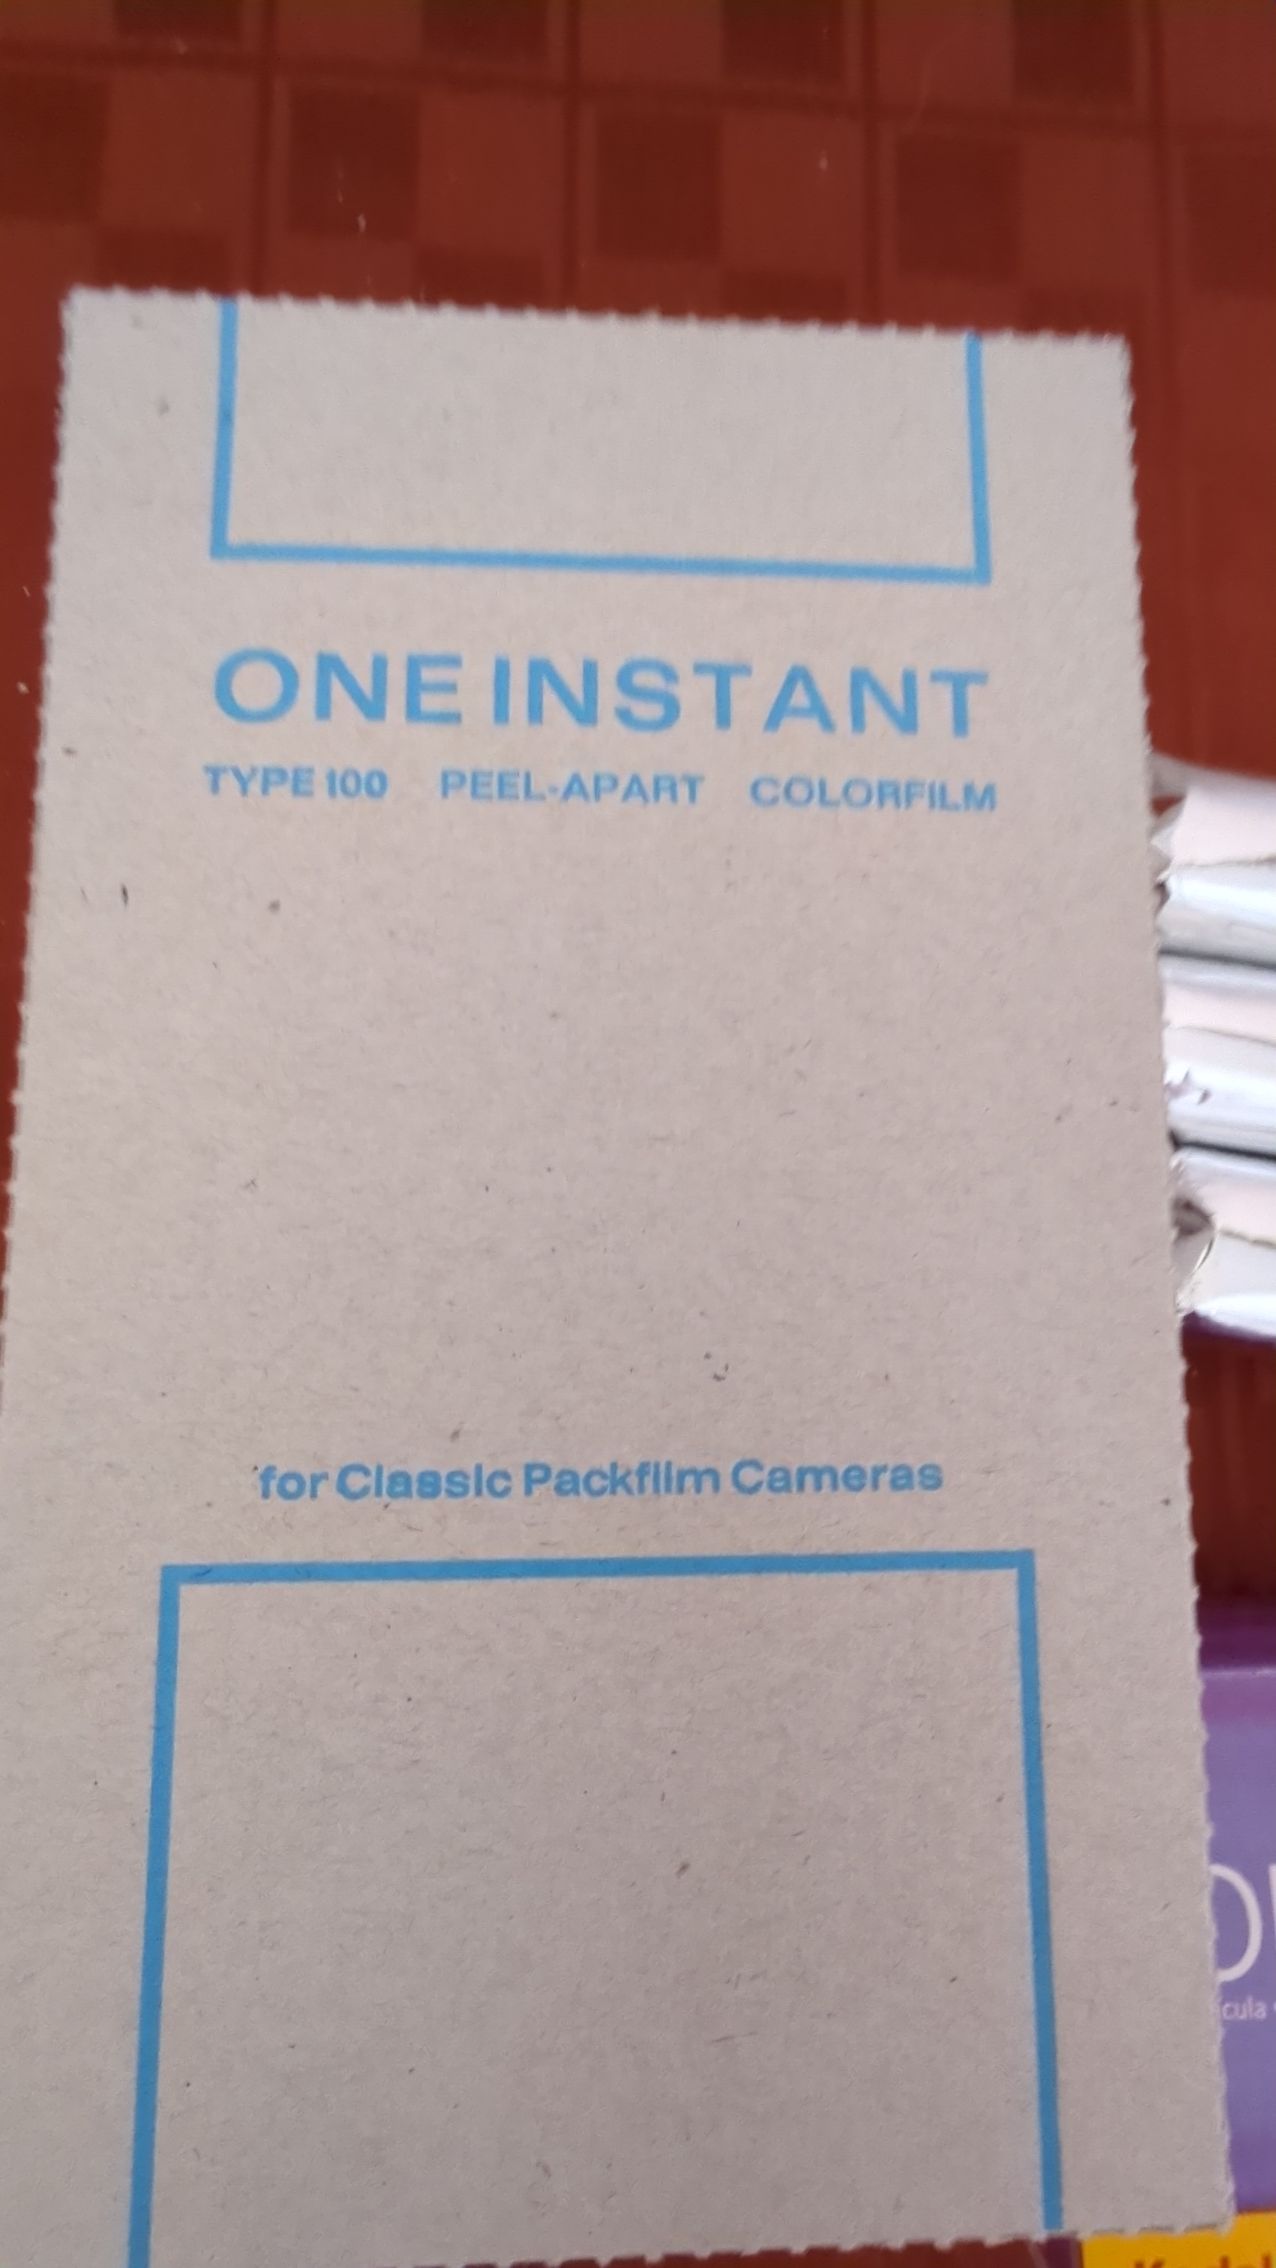 ONE INSTANT
TYPE 100 PEEL-APART COLORFILM
for Classic Packfilm Cameras